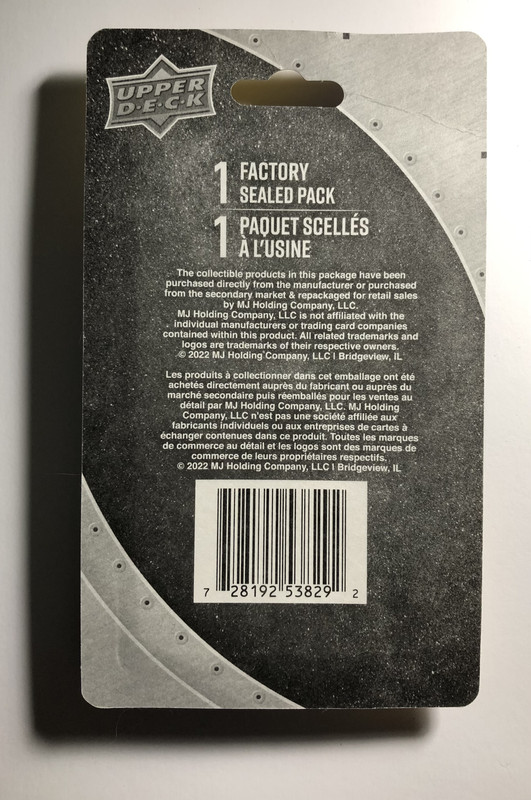 UPPER
D·E·C·K
1 FACTORY
SEALED PACK
1 PAQUET SCELLÉS
À L'USINE
The collectible products in this package have been
purchased directly from the manufacturer or purchased
from the secondary market & repackaged for retail sales
by MJ Holding Company, LLC.
MJ Holding Company, LLC is not affiliated with the
individual manufacturers or trading card companies
contained within this product. All related trademarks and
logos are trademarks of their respective owners.
© 2022 MJ Holding Company, LLC | Bridgeview, IL
Les produits à collectionner dans cet emballage ont été
achetés directement auprès du fabricant ou auprès du
marché secondaire puis réemballés pour les ventes au
détail par MJ Holding Company, LLC. MJ Holding
Company, LLC n'est pas une société affiliée aux
fabricants individuels ou aux entreprises de cartes à
échanger contenues dans ce produit. Toutes les marques
de commerce au détail et les logos sont des marques de
commerce de leurs propriétaires respectifs.
© 2022 MJ Holding Company, LLC | Bridgeview, IL
7 28192 53829 2